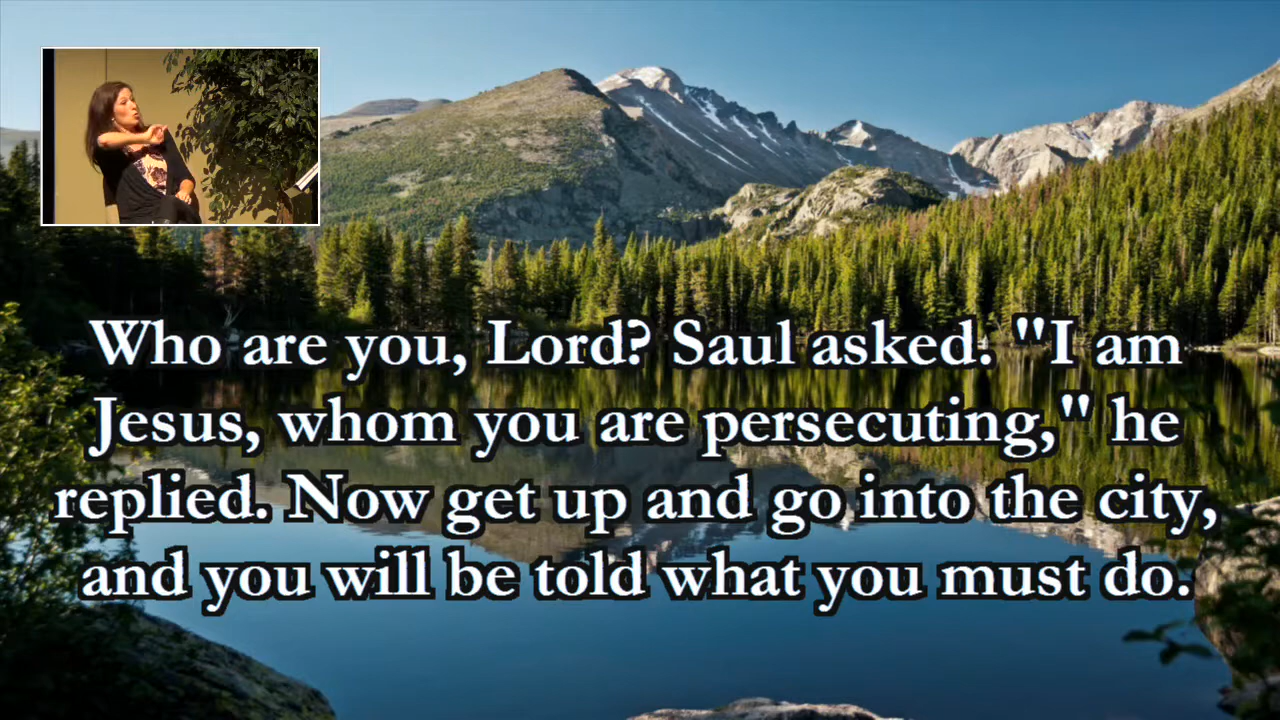 Who are you, Lord? Saul asked. "I am
Jesus, whom you are persecuting," he
replied. Now get up and go into the city,
and you will be told what you must do.